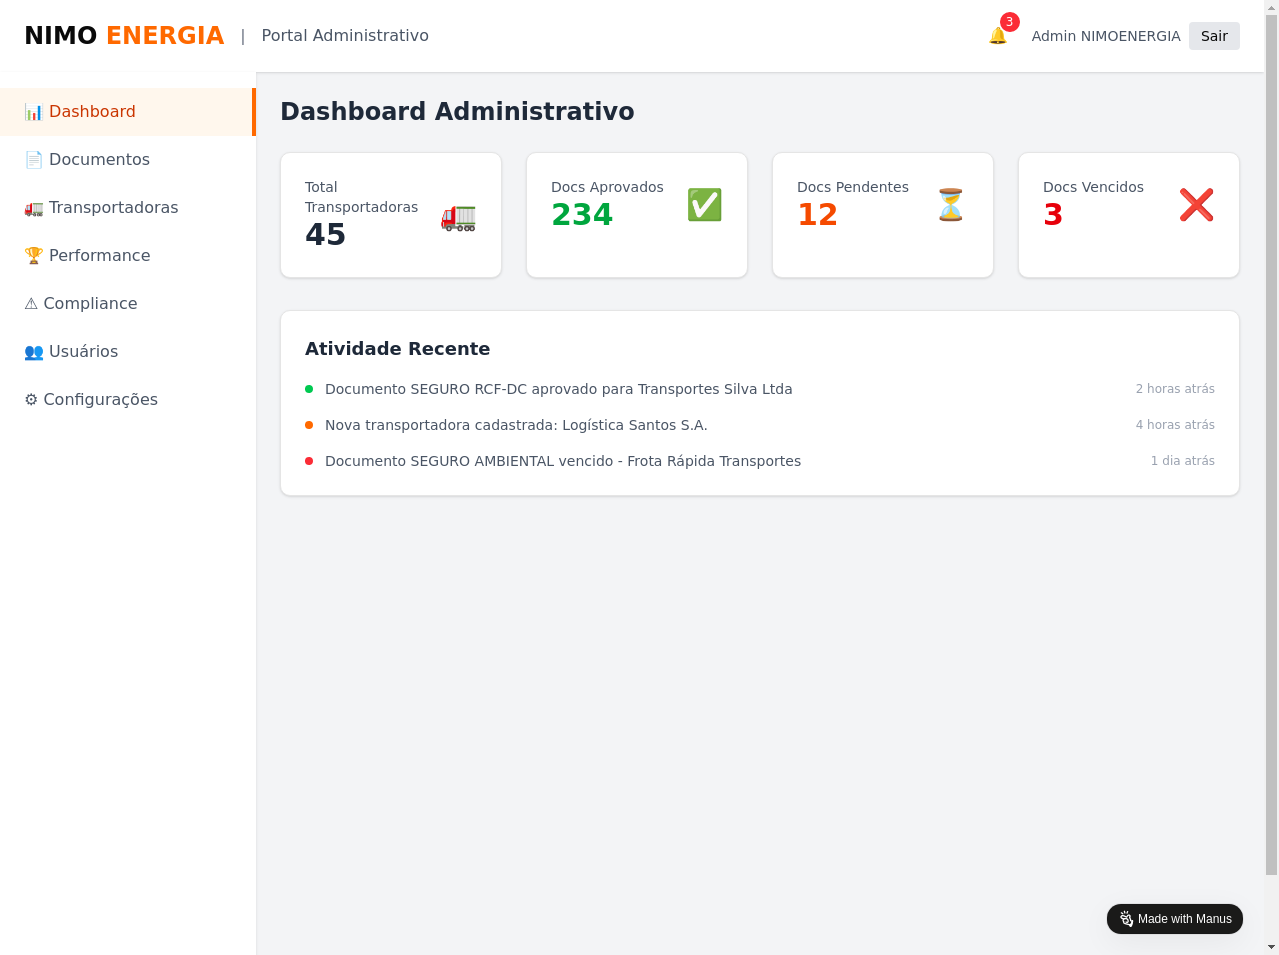 NIMO ENERGIA | Portal Administrativo
3
Admin NIMOENERGIA
Sair
Dashboard
Documentos
Transportadoras
Performance
Compliance
Usuários
Configurações
Dashboard Administrativo
Total
Transportadoras
45
Docs Aprovados
234
Docs Pendentes
12
Docs Vencidos
3
Atividade Recente
Documento SEGURO RCF-DC aprovado para Transportes Silva Ltda
2 horas atrás
Nova transportadora cadastrada: Logística Santos S.A.
4 horas atrás
Documento SEGURO AMBIENTAL vencido - Frota Rápida Transportes
1 dia atrás
Made with Manus